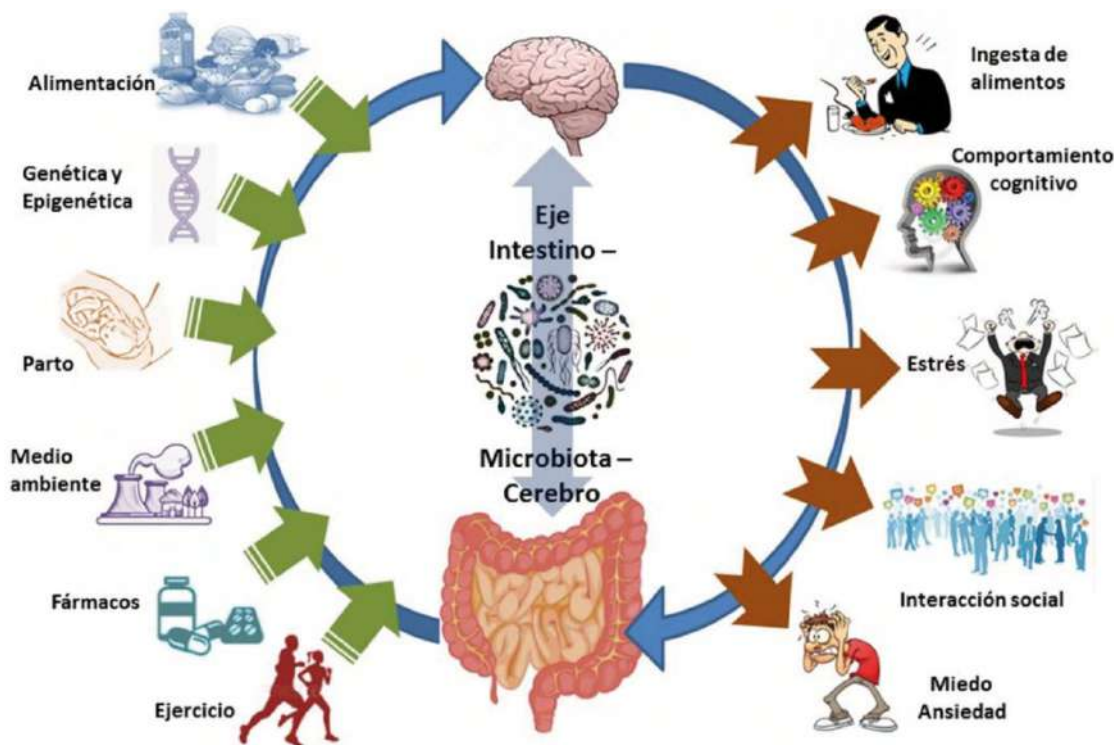 Alimentación
Genética y
Epigenética
Parto
Medio
ambiente
Fármacos
Ejercicio
Eje
Intestino –
Microbiota –
Cerebro
Ingesta de
alimentos
Comportamiento
cognitivo
Estrés
Interacción social
Miedo
Ansiedad